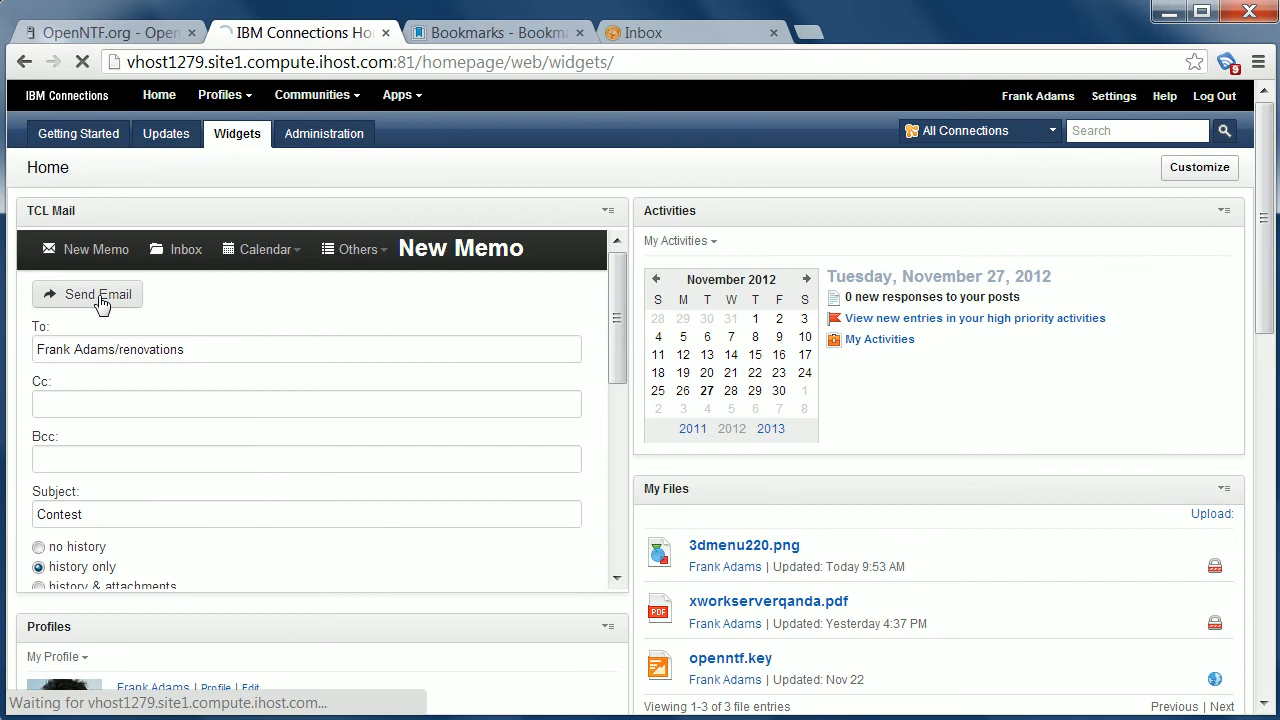 OpenNTF.org - Open
IBM Connections Ho
Bookmarks - Bookma
Inbox
vhost1279.site1.compute.ihost.com:81/homepage/web/widgets/
9
IBM Connections
Home
Profiles
Communities
Apps
Frank Adams
Settings
Help
Log Out
Getting Started
Updates
Widgets
Administration
All Connections
Search
Home
Customize
TCL Mail
New Memo
Inbox
Calendar
Others
New Memo
Send Email
To:
Frank Adams/renovations
Cc:
Bcc:
Subject:
Contest
no history
history only
history & attachments
Profiles
My Profile
Frank Adams | Profile | Edit
Waiting for vhost1279.site1.compute.ihost.com...
Activities
My Activities
November 2012
S M T W T F S
28 29 30 31 1 2 3
4 5 6 7 8 9 10
11 12 13 14 15 16 17
18 19 20 21 22 23 24
25 26 27 28 29 30 1
2 3 4 5 6 7 8
2011 2012 2013
Tuesday, November 27, 2012
0 new responses to your posts
View new entries in your high priority activities
My Activities
My Files
Upload:
3dmenu220.png
Frank Adams | Updated: Today 9:53 AM
PDF
xworkserverqanda.pdf
Frank Adams | Updated: Yesterday 4:37 PM
openntf.key
Frank Adams | Updated: Nov 22
Viewing 1-3 of 3 file entries
Previous | Next